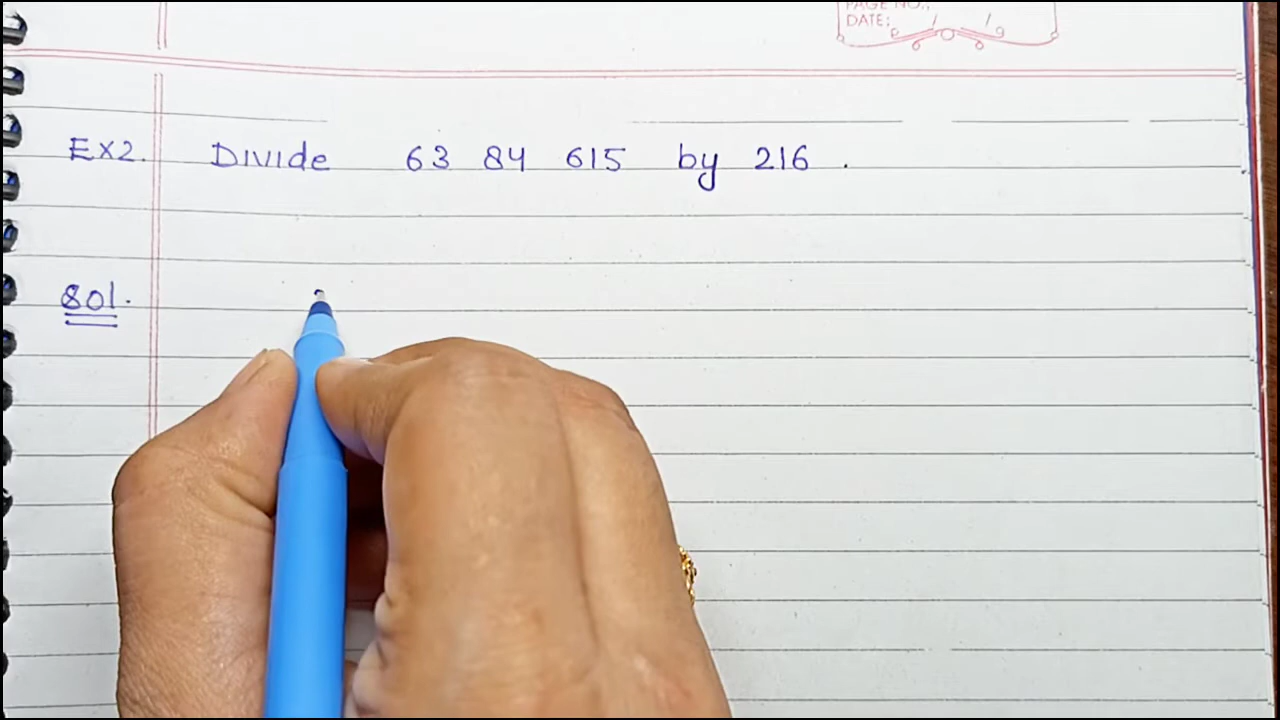 PAGE NO.:
DATE: / /
Ex2. Divide 63 84 615 by 216.
Sol.